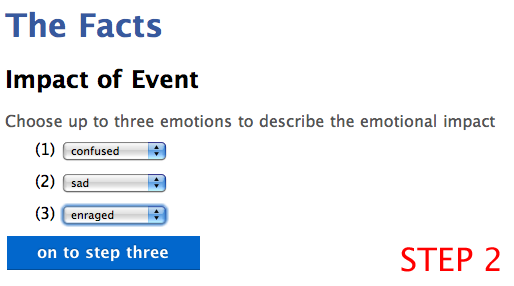 The Facts
Impact of Event
Choose up to three emotions to describe the emotional impact
(1) confused
(2) sad
(3) enraged
on to step three
STEP 2